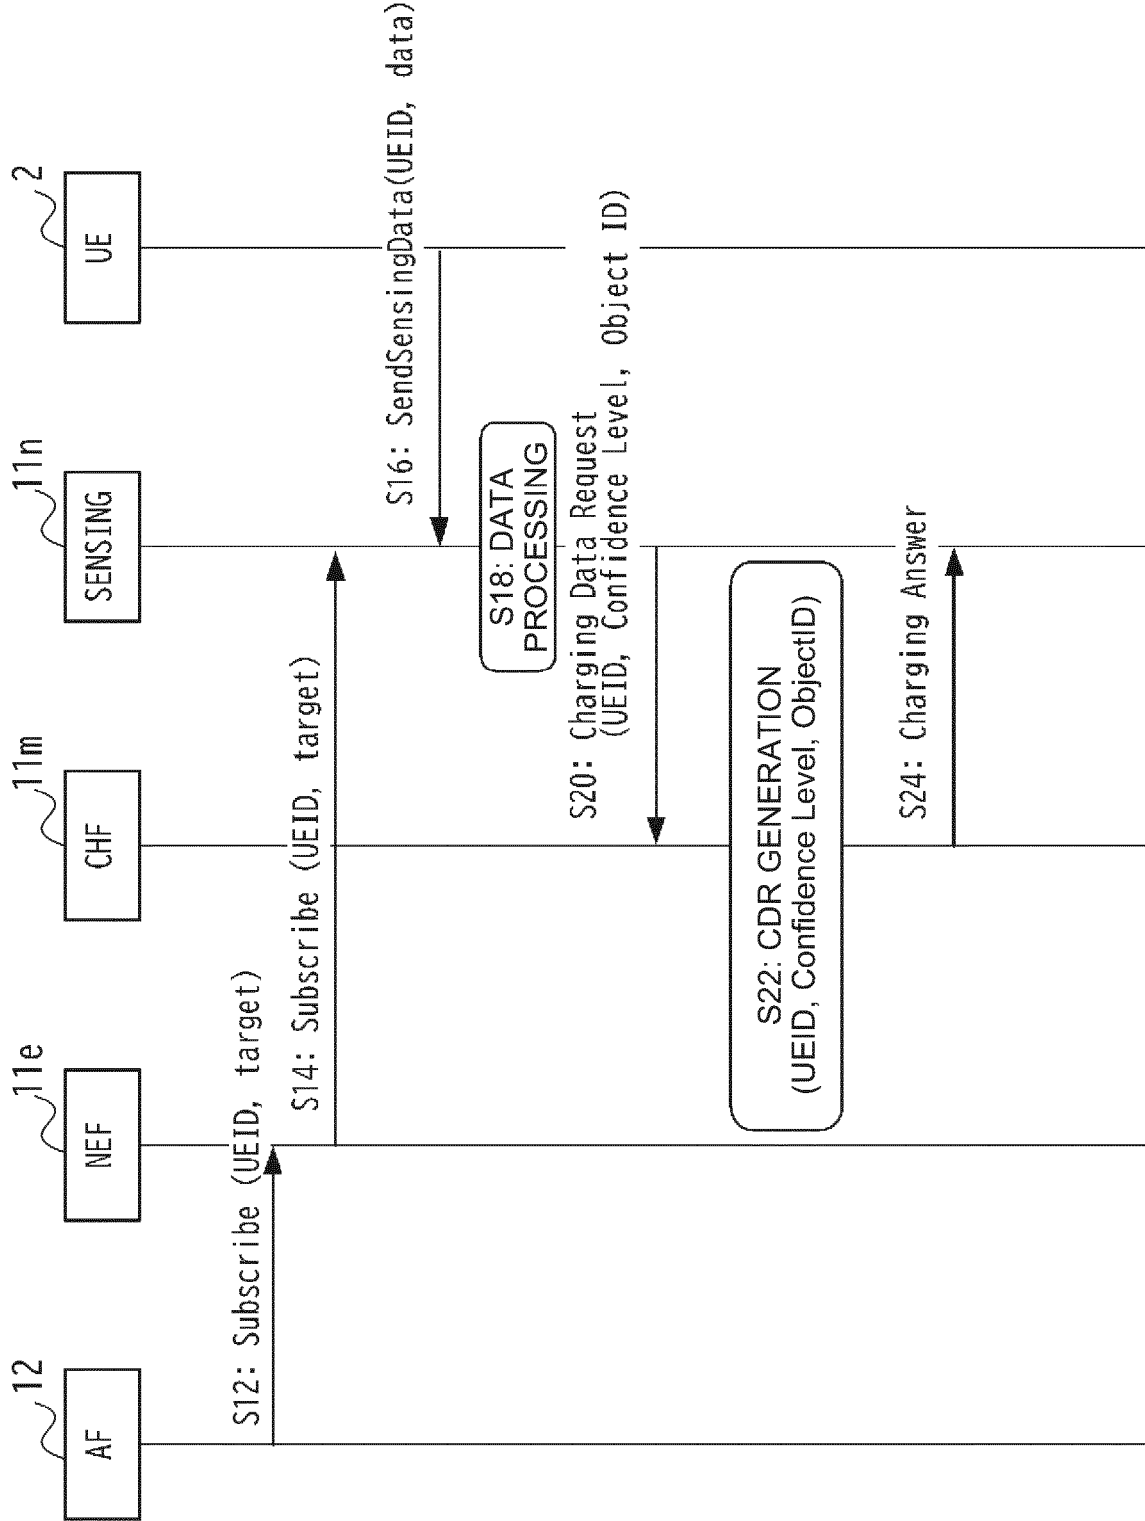 12
11e
11m
11n
2
AF
NEF
CHF
SENSING
UE
S12: Subscribe (UEID, target)
S14: Subscribe (UEID, target)
S16: SendSensingData(UEID, data)
S18: DATA
PROCESSING
S20: Charging Data Request
(UEID, Confidence Level, Object ID)
S22: CDR GENERATION
(UEID, Confidence Level, ObjectID)
S24: Charging Answer